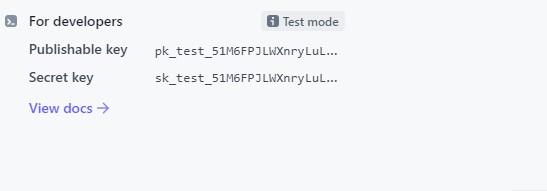 For developers
Test mode
Publishable key pk_test_51M6FPJLWXnryLuL...
Secret key sk_test_51M6FPJLWXnryLuL...
View docs →